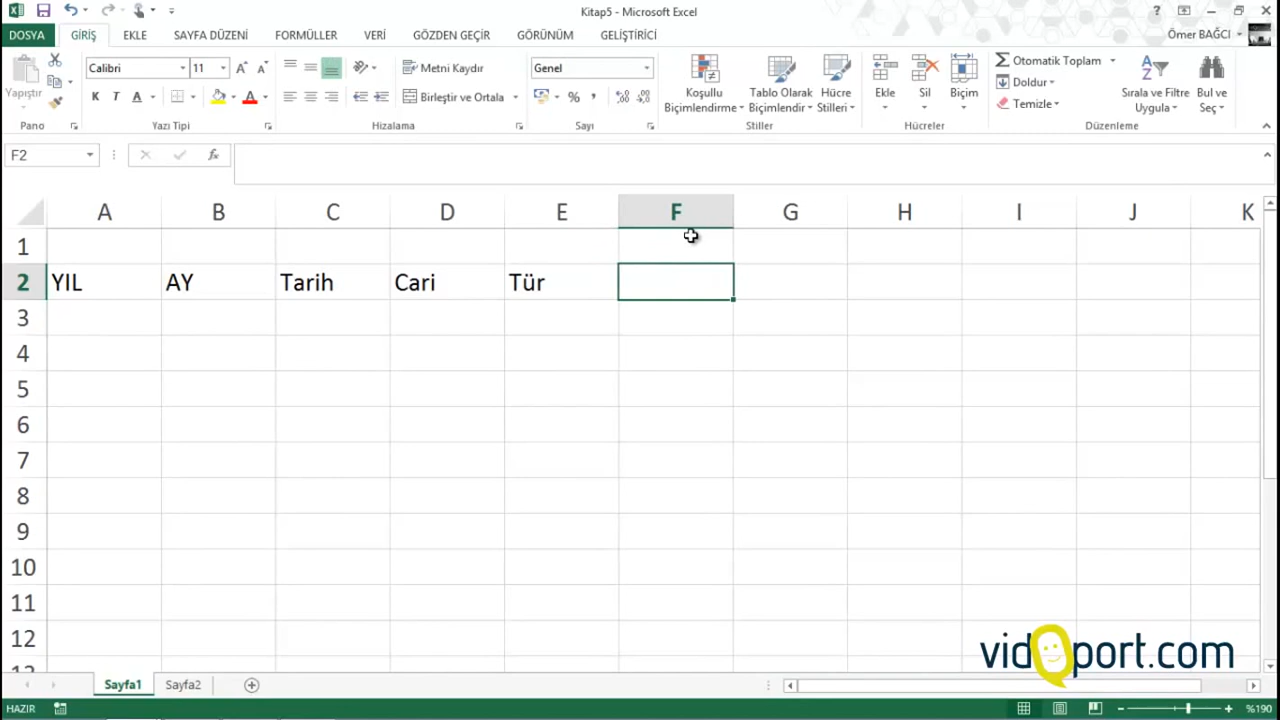 Kitap5 - Microsoft Excel
DOSYA GİRİŞ EKLE SAYFA DÜZENİ FORMÜLLER VERİ GÖZDEN GEÇİR GÖRÜNÜM GELİŞTİRİCİ Ömer BAĞCI
Yapıştır
Calibri 11
K T A
Metni Kaydır
Birleştir ve Ortala
Genel
Koşullu Biçimlendirme
Tablo Olarak Biçimlendir
Hücre Stilleri
Ekle
Sil
Biçim
Otomatik Toplam
Doldur
Temizle
Sırala ve Filtre Uygula
Bul ve Seç
Pano Yazı Tipi Hizalama Sayı Stiller Hücreler Düzenleme
F2
A B C D E F G H I J K
1
2 YIL AY Tarih Cari Tür
3
4
5
6
7
8
9
10
11
12
13
vidoport.com
Sayfa1 Sayfa2
HAZIR %190